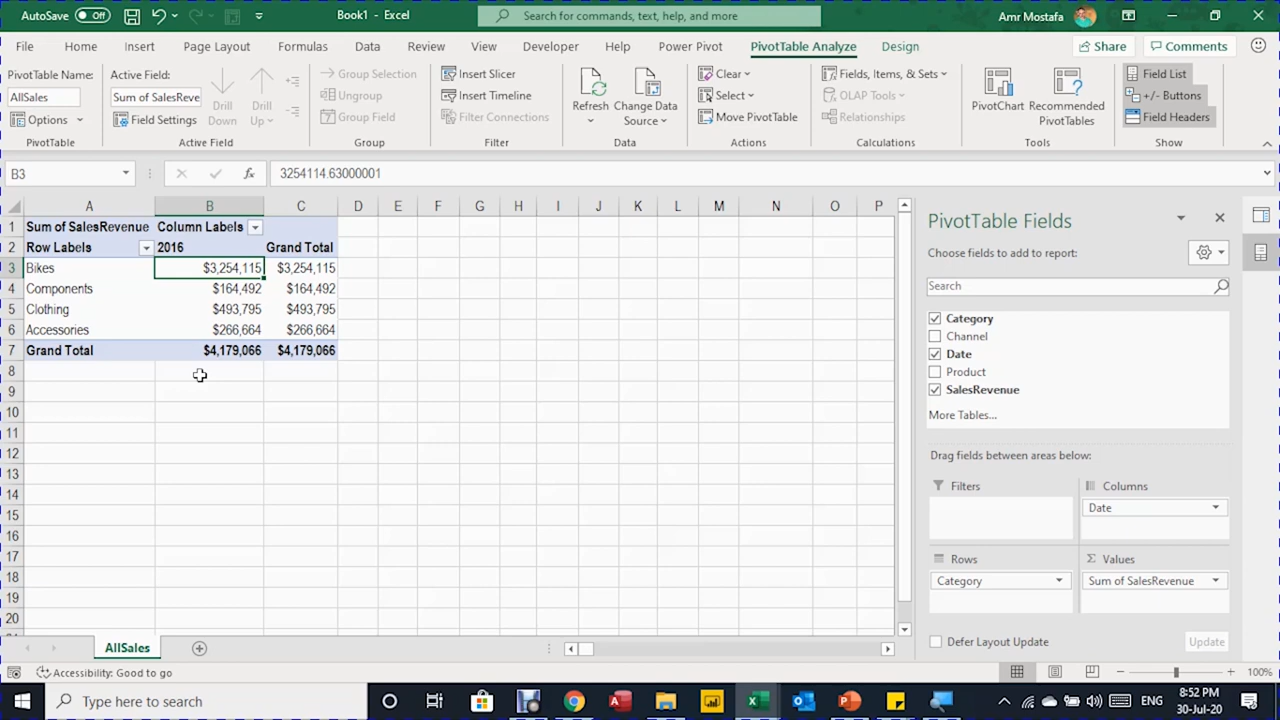 AutoSave Off Book1 - Excel Search for commands, text, help, and more Amr Mostafa
File Home Insert Page Layout Formulas Data Review View Developer Help Power Pivot PivotTable Analyze Design Share Comments
PivotTable Name:
AllSales
Options
PivotTable
Active Field:
Sum of SalesReve
Field Settings
Drill Down
Drill Up
Active Field
Group Selection
Ungroup
Group Field
Group
Insert Slicer
Insert Timeline
Filter Connections
Filter
Refresh
Change Data Source
Data
Clear
Select
Move PivotTable
Actions
Fields, Items, & Sets
OLAP Tools
Relationships
Calculations
PivotChart
Recommended PivotTables
Tools
Field List
+/- Buttons
Field Headers
Show
B3 fx 3254114.63000001
A B C D E F G H I J K L M N O P
1 Sum of SalesRevenue Column Labels
2 Row Labels 2016 Grand Total
3 Bikes $3,254,115 $3,254,115
4 Components $164,492 $164,492
5 Clothing $493,795 $493,795
6 Accessories $266,664 $266,664
7 Grand Total $4,179,066 $4,179,066
8
9
10
11
12
13
14
15
16
17
18
19
20
PivotTable Fields
Choose fields to add to report:
Search
Category
Channel
Date
Product
SalesRevenue
More Tables...
Drag fields between areas below:
Filters
Columns
Date
Rows
Category
Σ Values
Sum of SalesRevenue
Defer Layout Update Update
AllSales
Accessibility: Good to go 100%
Type here to search ENG 8:52 PM
30-Jul-20